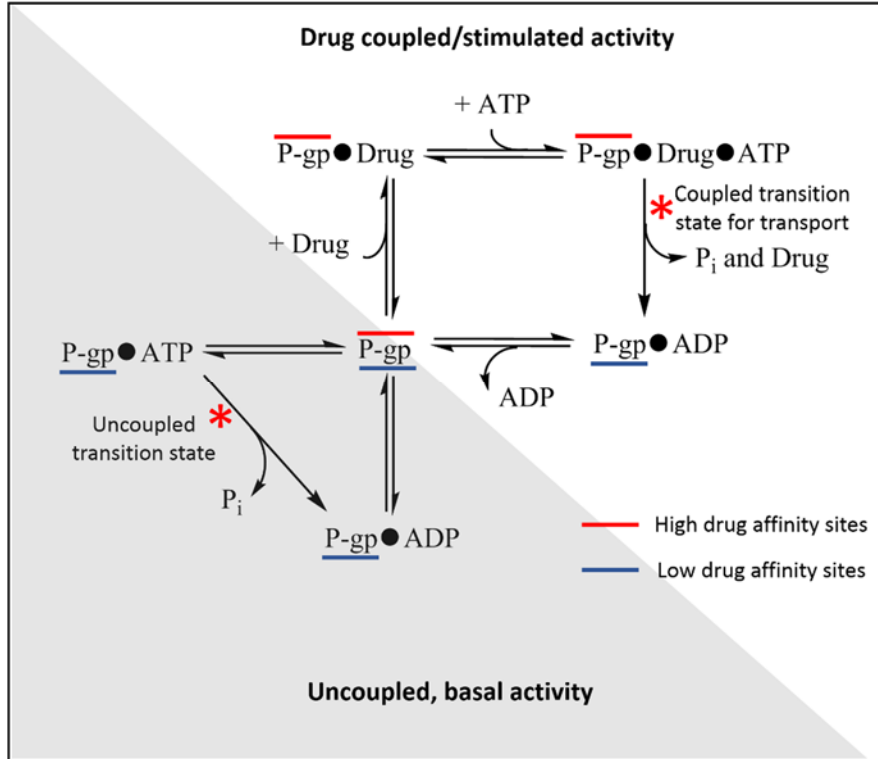 Drug coupled/stimulated activity
+ ATP
P-gp●Drug
P-gp●Drug●ATP
* Coupled transition
state for transport
+ Drug
Pi and Drug
P-gp●ATP
P-gp
P-gp●ADP
ADP
Uncoupled *
transition state
Pi
P-gp●ADP
High drug affinity sites
Low drug affinity sites
Uncoupled, basal activity